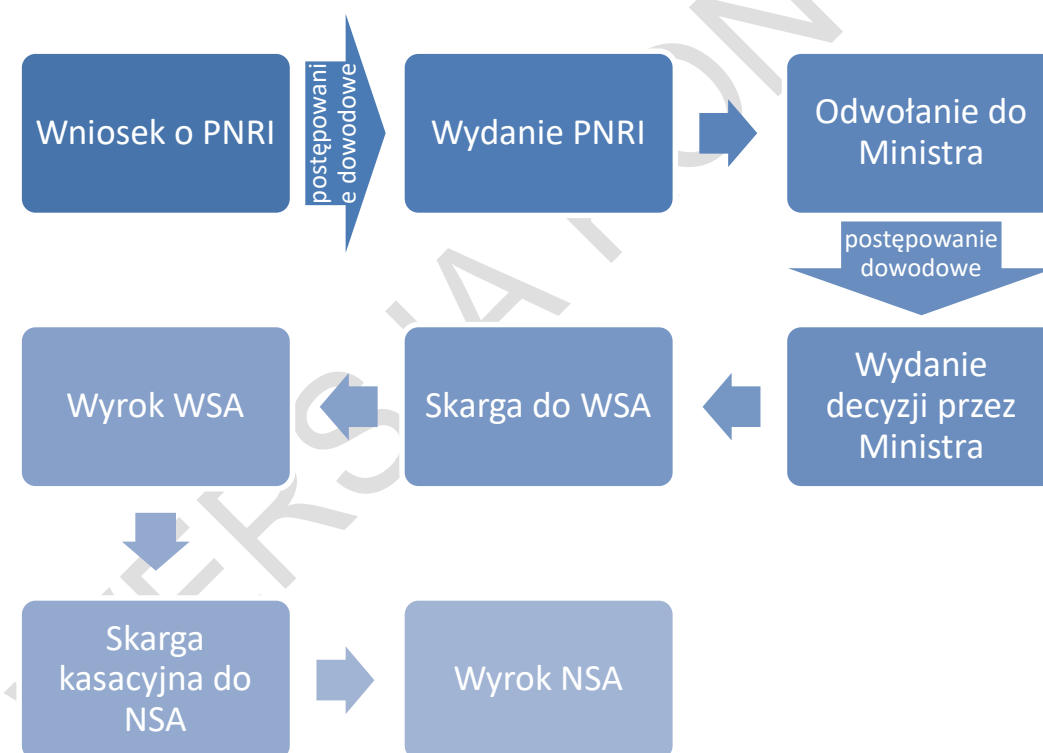 Wniosek o PNRI
postępowani
e dowodowe
Wydanie PNRI
Odwołanie do
Ministra
postępowanie
dowodowe
Wydanie
decyzji przez
Ministra
Skarga do WSA
Wyrok WSA
Skarga
kasacyjna do
NSA
Wyrok NSA